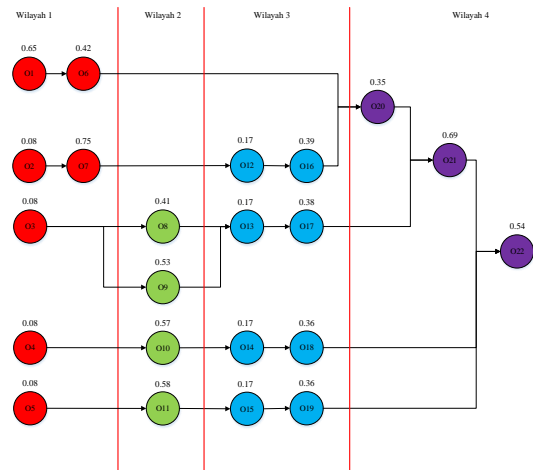 Wilayah 1 Wilayah 2 Wilayah 3 Wilayah 4
0.65 0.42
O1 O6
0.35
O20
0.08 0.75 0.17 0.39 0.69
O2 O7 O12 O16 O21
0.08 0.41 0.17 0.38
O3 O8 O13 O17
0.54
O22
0.53
O9
0.08 0.57 0.17 0.36
O4 O10 O14 O18
0.08 0.58 0.17 0.36
O5 O11 O15 O19